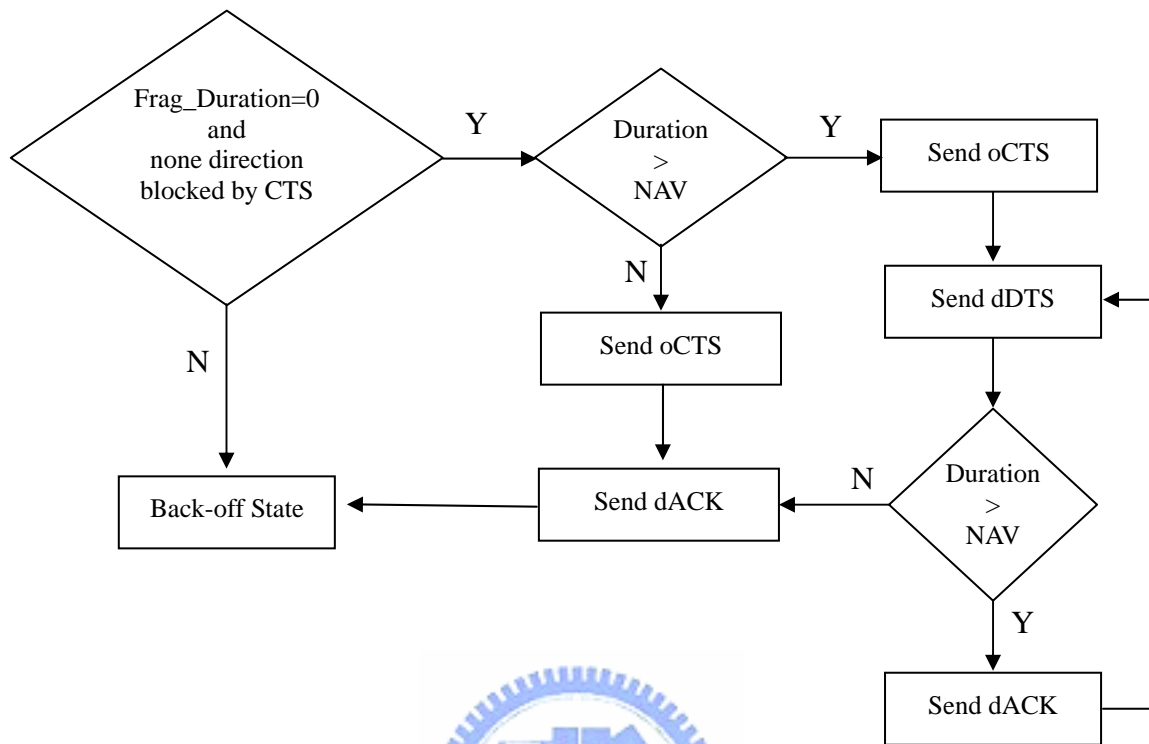 Frag_Duration=0
and
none direction
blocked by CTS
Y
Duration
>
NAV
Y
Send oCTS
N
Send oCTS
Send dDTS
N
Back-off State
Send dACK
N
Duration
>
NAV
Y
Send dACK